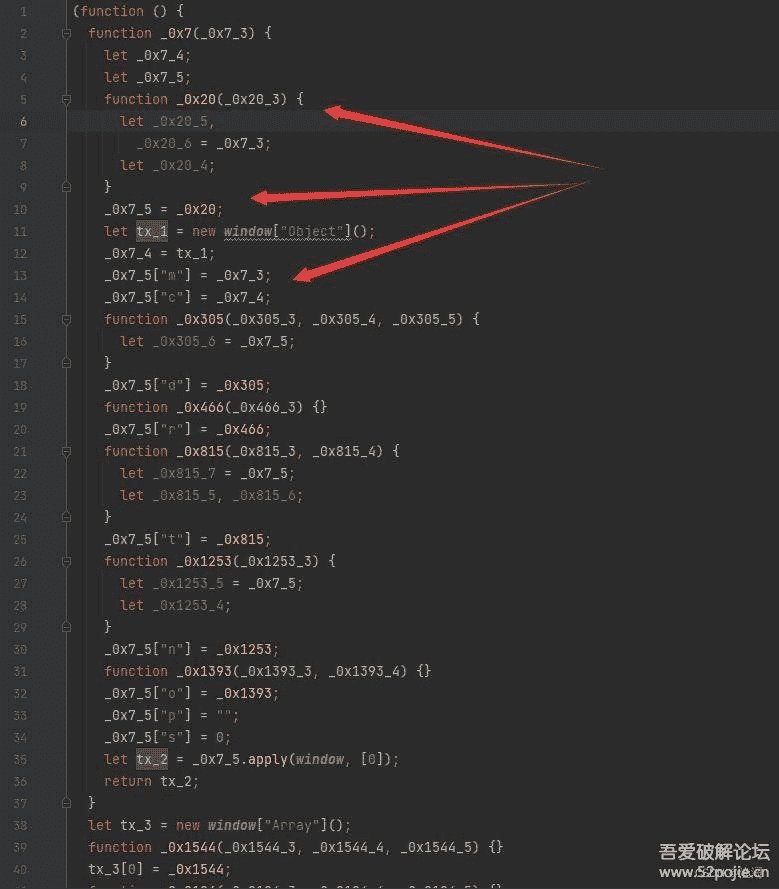 1 (function () {
2 function _0x7(_0x7_3) {
3 let _0x7_4;
4 let _0x7_5;
5 function _0x20(_0x20_3) {
6 let _0x20_5,
7 _0x20_6 = _0x7_3;
8 let _0x20_4;
9 }
10 _0x7_5 = _0x20;
11 let tx_1 = new window["Object"]();
12 _0x7_4 = tx_1;
13 _0x7_5["m"] = _0x7_3;
14 _0x7_5["c"] = _0x7_4;
15 function _0x305(_0x305_3, _0x305_4, _0x305_5) {
16 let _0x305_6 = _0x7_5;
17 }
18 _0x7_5["d"] = _0x305;
19 function _0x466(_0x466_3) {}
20 _0x7_5["r"] = _0x466;
21 function _0x815(_0x815_3, _0x815_4) {
22 let _0x815_7 = _0x7_5;
23 let _0x815_5, _0x815_6;
24 }
25 _0x7_5["t"] = _0x815;
26 function _0x1253(_0x1253_3) {
27 let _0x1253_5 = _0x7_5;
28 let _0x1253_4;
29 }
30 _0x7_5["n"] = _0x1253;
31 function _0x1393(_0x1393_3, _0x1393_4) {}
32 _0x7_5["o"] = _0x1393;
33 _0x7_5["p"] = "";
34 _0x7_5["s"] = 0;
35 let tx_2 = _0x7_5.apply(window, [0]);
36 return tx_2;
37 }
38 let tx_3 = new window["Array"]();
39 function _0x1544(_0x1544_3, _0x1544_4, _0x1544_5) {}
40 tx_3[0] = _0x1544;
吾爱破解论坛
www.52pojie.cn